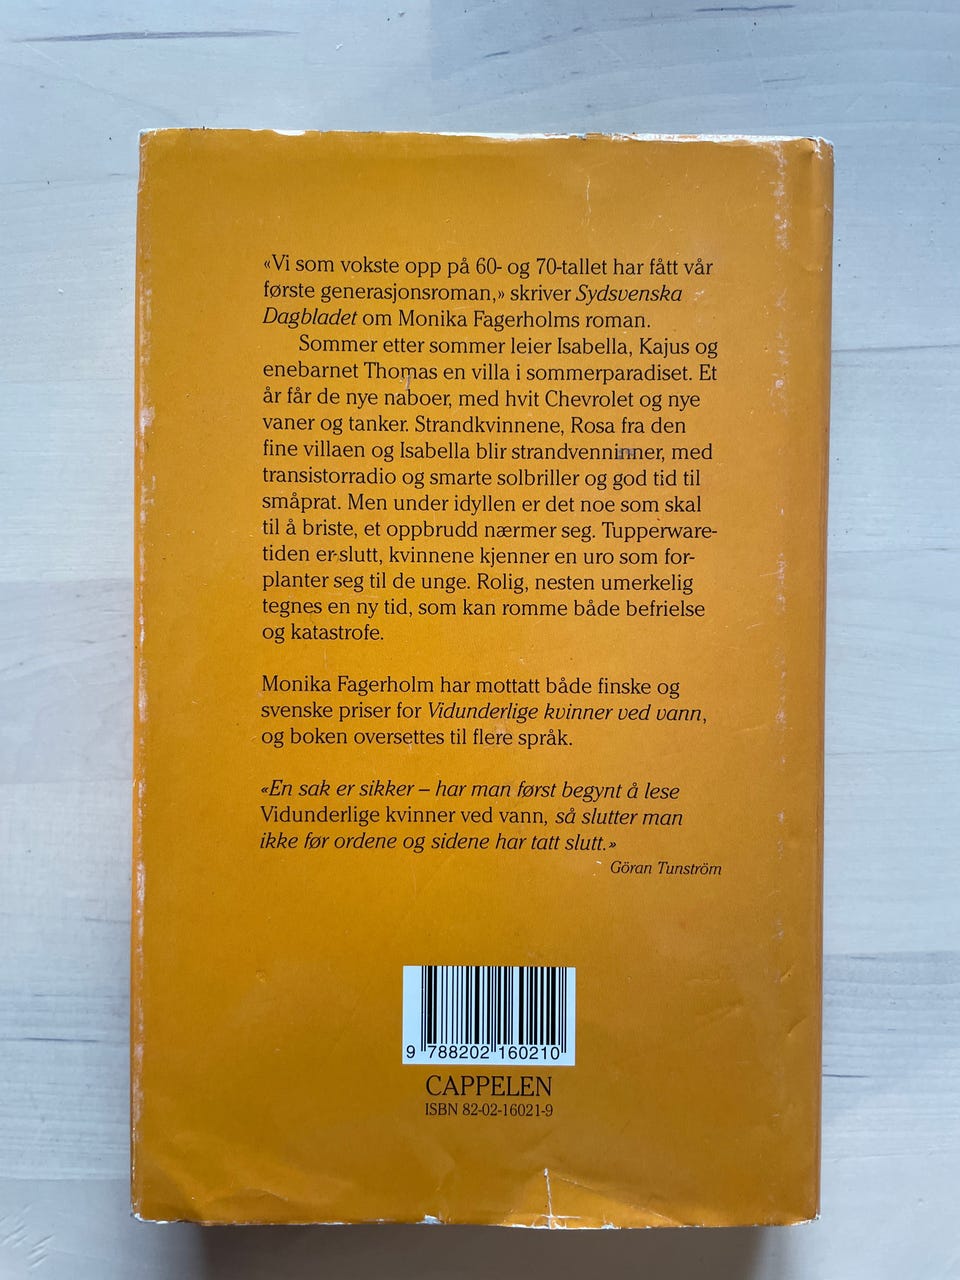 «Vi som vokste opp på 60- og 70-tallet har fått vår
første generasjonsroman,» skriver Sydsvenska
Dagbladet om Monika Fagerholms roman.
Sommer etter sommer leier Isabella, Kajus og
enebarnet Thomas en villa i sommerparadiset. Et
år får de nye naboer, med hvit Chevrolet og nye
vaner og tanker. Strandkvinnene, Rosa fra den
fine villaen og Isabella blir strandvenninner, med
transistorradio og smarte solbriller og god tid til
småprat. Men under idyllen er det noe som skal
til å briste, et oppbrudd nærmer seg. Tupperware-
tiden er slutt, kvinnene kjenner en uro som for-
planter seg til de unge. Rolig, nesten umerkelig
tegnes en ny tid, som kan romme både befrielse
og katastrofe.
Monika Fagerholm har mottatt både finske og
svenske priser for Vidunderlige kvinner ved vann,
og boken oversettes til flere språk.
«En sak er sikker – har man først begynt å lese
Vidunderlige kvinner ved vann, så slutter man
ikke før ordene og sidene har tatt slutt.»
Göran Tunström
9 788202 160210
CAPPELEN
ISBN 82-02-16021-9